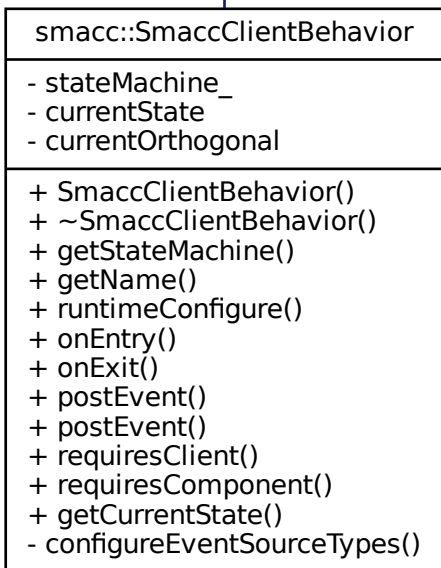 smacc::SmaccClientBehavior
- stateMachine_
- currentState
- currentOrthogonal
+ SmaccClientBehavior()
+ ~SmaccClientBehavior()
+ getStateMachine()
+ getName()
+ runtimeConfigure()
+ onEntry()
+ onExit()
+ postEvent()
+ postEvent()
+ requiresClient()
+ requiresComponent()
+ getCurrentState()
- configureEventSourceTypes()